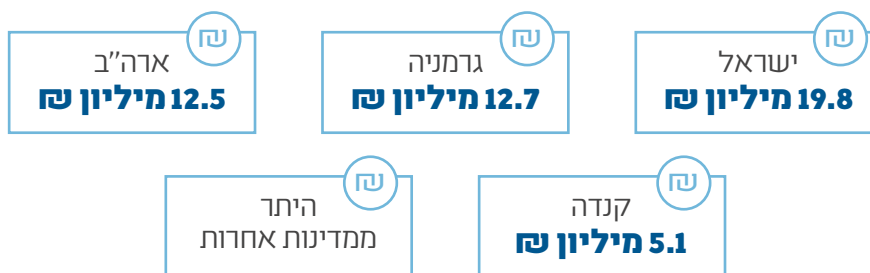 ₪
ישראל
19.8 מיליון ₪
₪
גרמניה
12.7 מיליון ₪
₪
ארה"ב
12.5 מיליון ₪
₪
קנדה
5.1 מיליון ₪
₪
היתר
ממדינות אחרות